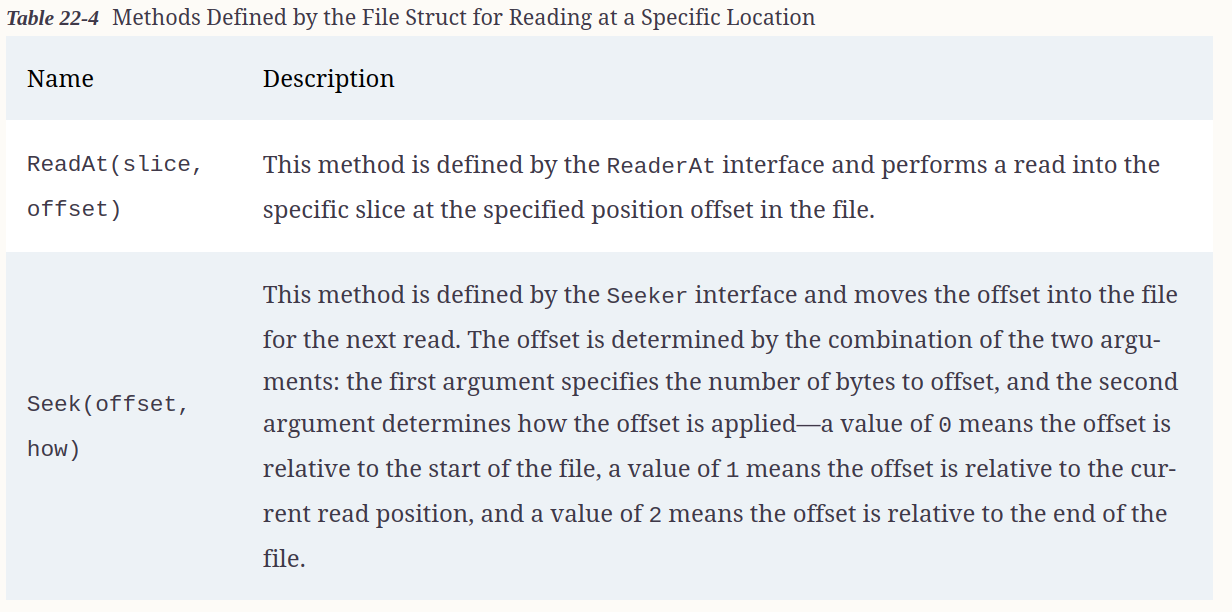 Table 22-4 Methods Defined by the File Struct for Reading at a Specific Location
Name Description
ReadAt(slice,
offset)
This method is defined by the ReaderAt interface and performs a read into the
specific slice at the specified position offset in the file.
Seek(offset,
how)
This method is defined by the Seeker interface and moves the offset into the file
for the next read. The offset is determined by the combination of the two argu-
ments: the first argument specifies the number of bytes to offset, and the second
argument determines how the offset is applied—a value of 0 means the offset is
relative to the start of the file, a value of 1 means the offset is relative to the cur-
rent read position, and a value of 2 means the offset is relative to the end of the
file.